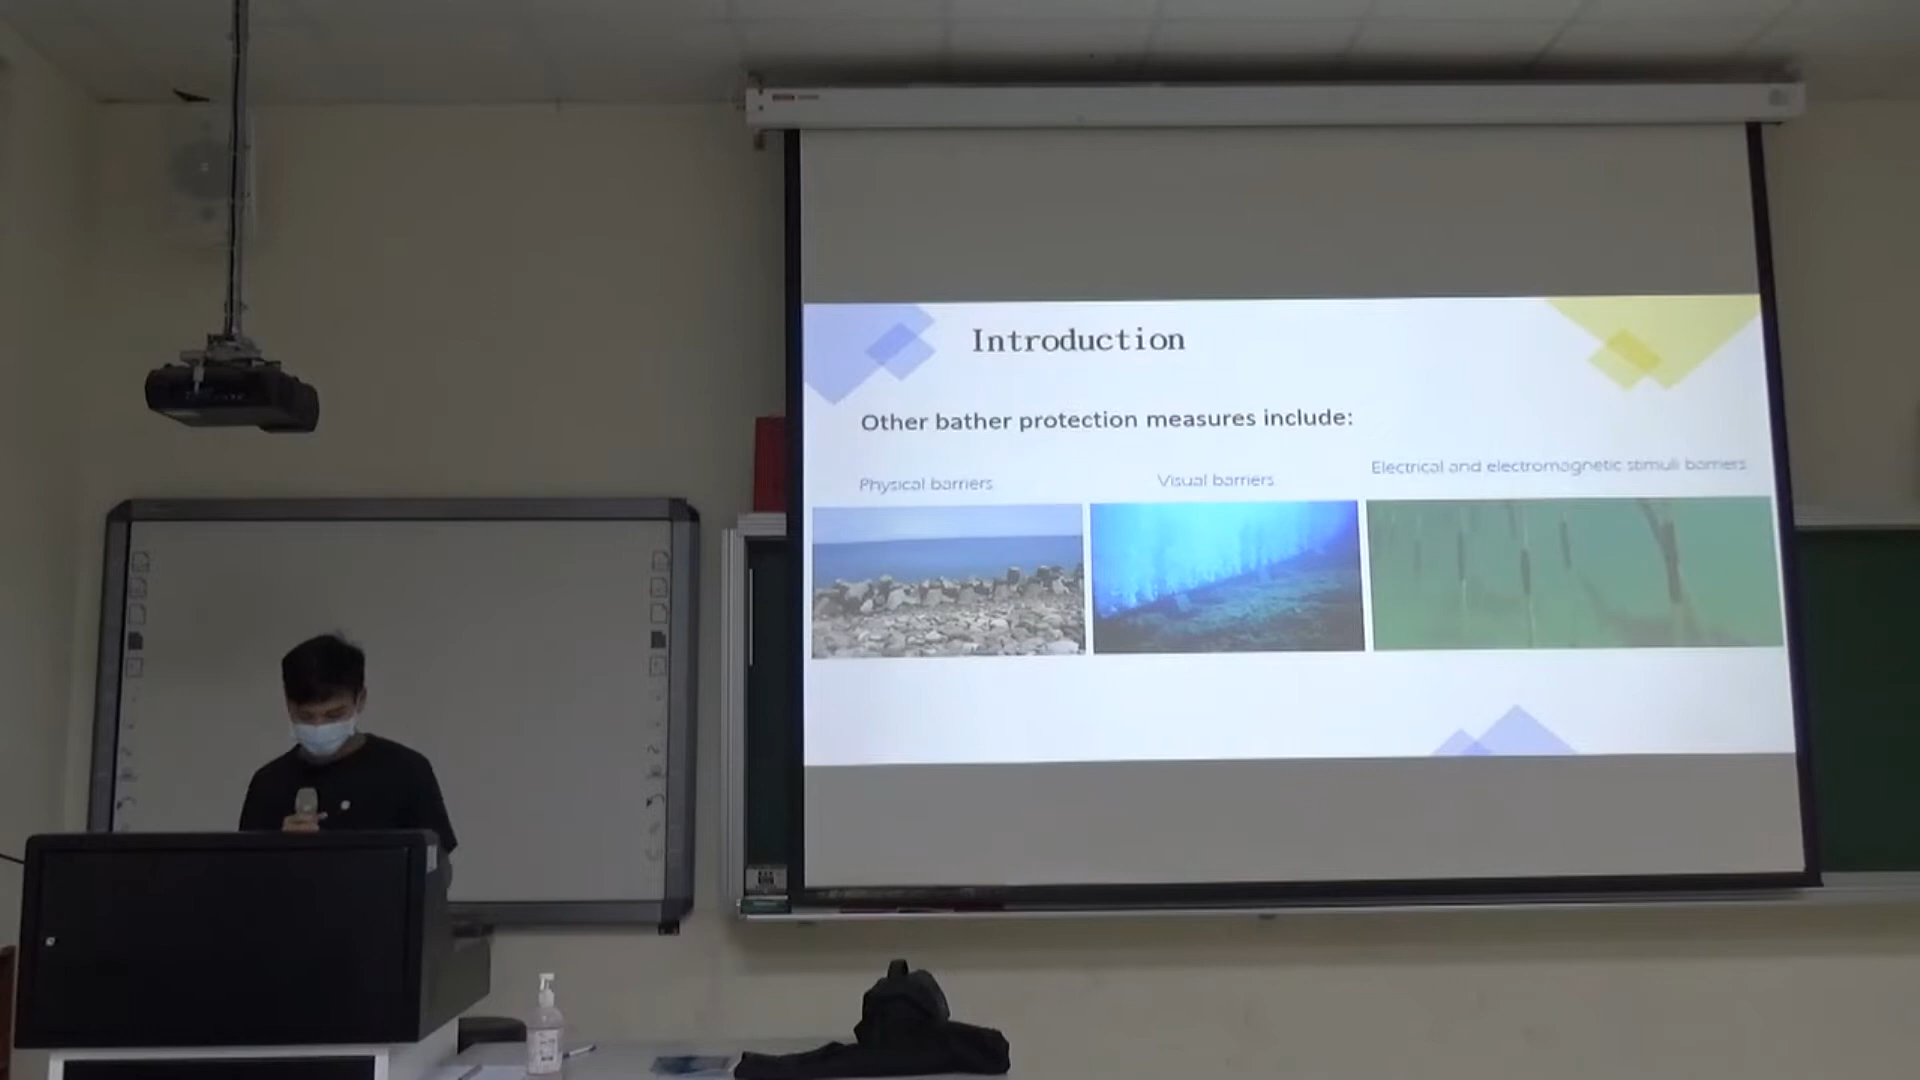 Introduction
Other bather protection measures include:
Physical barriers
Visual barriers
Electrical and electromagnetic stimuli barriers